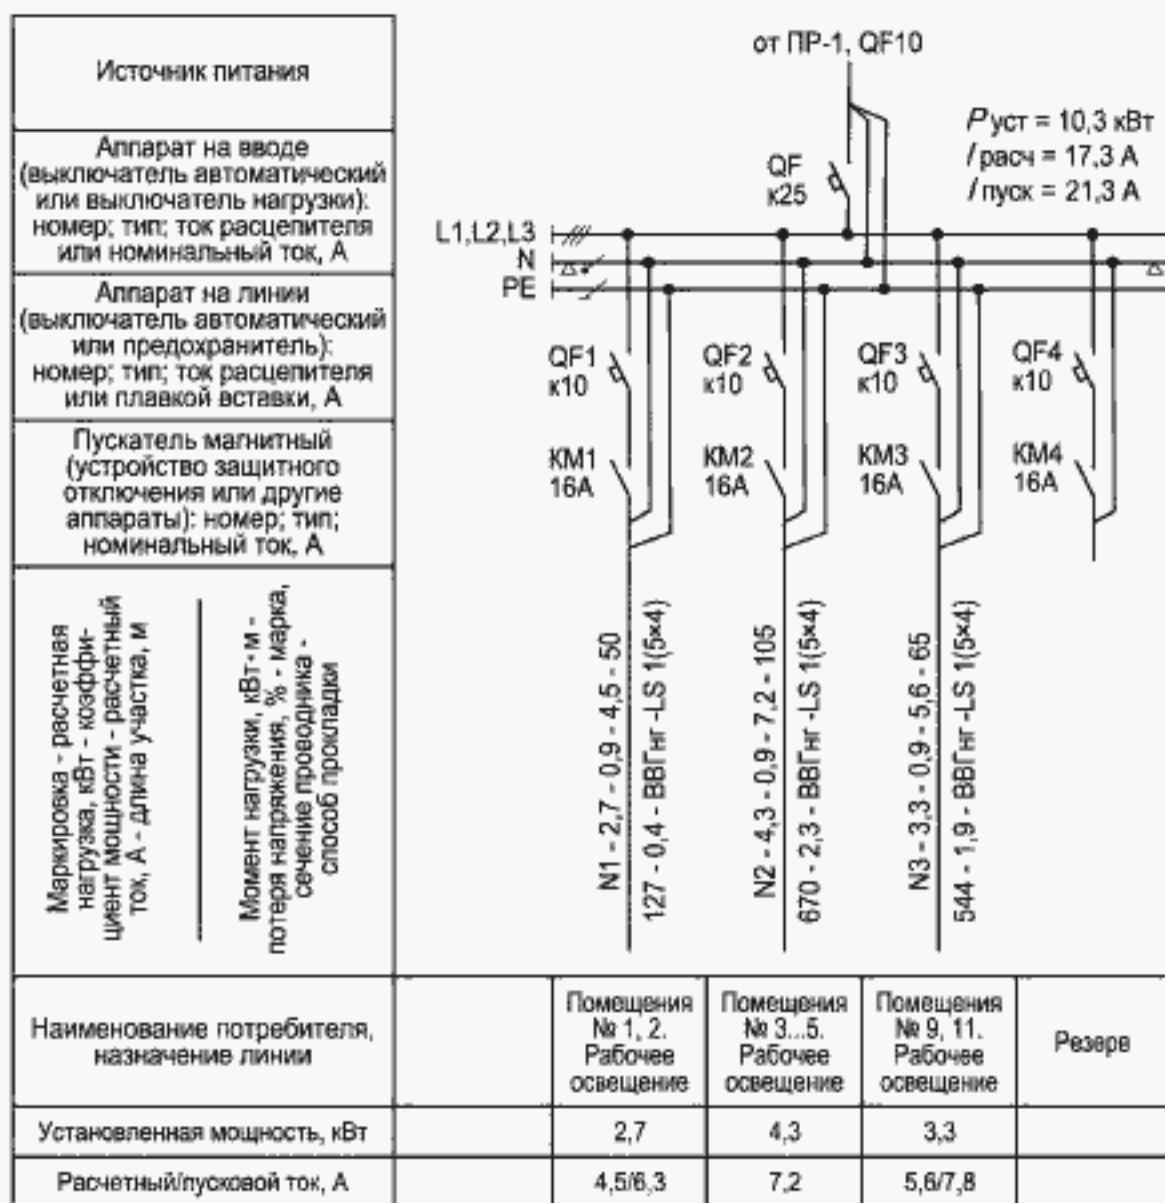 Источник питания
Аппарат на вводе
(выключатель автоматический
или выключатель нагрузки):
номер; тип; ток расцепителя
или номинальный ток, А
Аппарат на линии
(выключатель автоматический
или предохранитель):
номер; тип; ток расцепителя
или плавкой вставки, А
Пускатель магнитный
(устройство защитного
отключения или другие
аппараты): номер; тип;
номинальный ток, А
Маркировка - расчетная
нагрузка, кВт - коэффи-
циент мощности - расчетный
ток, А - длина участка, м
Момент нагрузки, кВт·м -
потеря напряжения, % - марка,
сечение проводника -
способ прокладки
от ПР-1, QF10
Pуст = 10,3 кВт
Iрасч = 17,3 А
Iпуск = 21,3 А
QF
к25
L1,L2,L3
N
PE
QF1
к10
QF2
к10
QF3
к10
QF4
к10
КМ1
16А
КМ2
16А
КМ3
16А
КМ4
16А
N1 - 2,7 - 0,9 - 4,5 - 50
127 - 0,4 - ВВГнг -LS 1(5×4)
N2 - 4,3 - 0,9 - 7,2 - 105
670 - 2,3 - ВВГнг -LS 1(5×4)
N3 - 3,3 - 0,9 - 5,6 - 65
544 - 1,9 - ВВГнг -LS 1(5×4)
Наименование потребителя,
назначение линии
Помещения
№ 1, 2.
Рабочее
освещение
Помещения
№ 3...5.
Рабочее
освещение
Помещения
№ 9, 11.
Рабочее
освещение
Резерв
Установленная мощность, кВт
2,7
4,3
3,3
Расчетный/пусковой ток, А
4,5/6,3
7,2
5,6/7,8